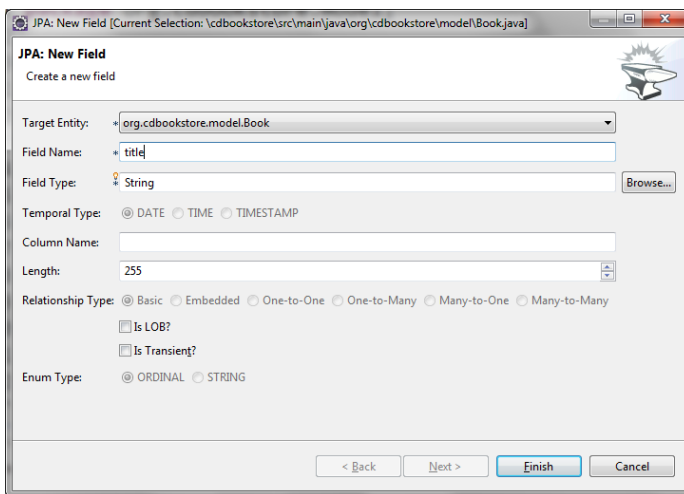 JPA: New Field [Current Selection: \cdbookstore\src\main\java\org\cdbookstore\model\Book.java]
JPA: New Field
Create a new field
Target Entity: * org.cdbookstore.model.Book
Field Name: * title
Field Type: * String Browse...
Temporal Type: DATE TIME TIMESTAMP
Column Name:
Length: 255
Relationship Type: Basic Embedded One-to-One One-to-Many Many-to-One Many-to-Many
Is LOB?
Is Transient?
Enum Type: ORDINAL STRING
< Back Next > Finish Cancel